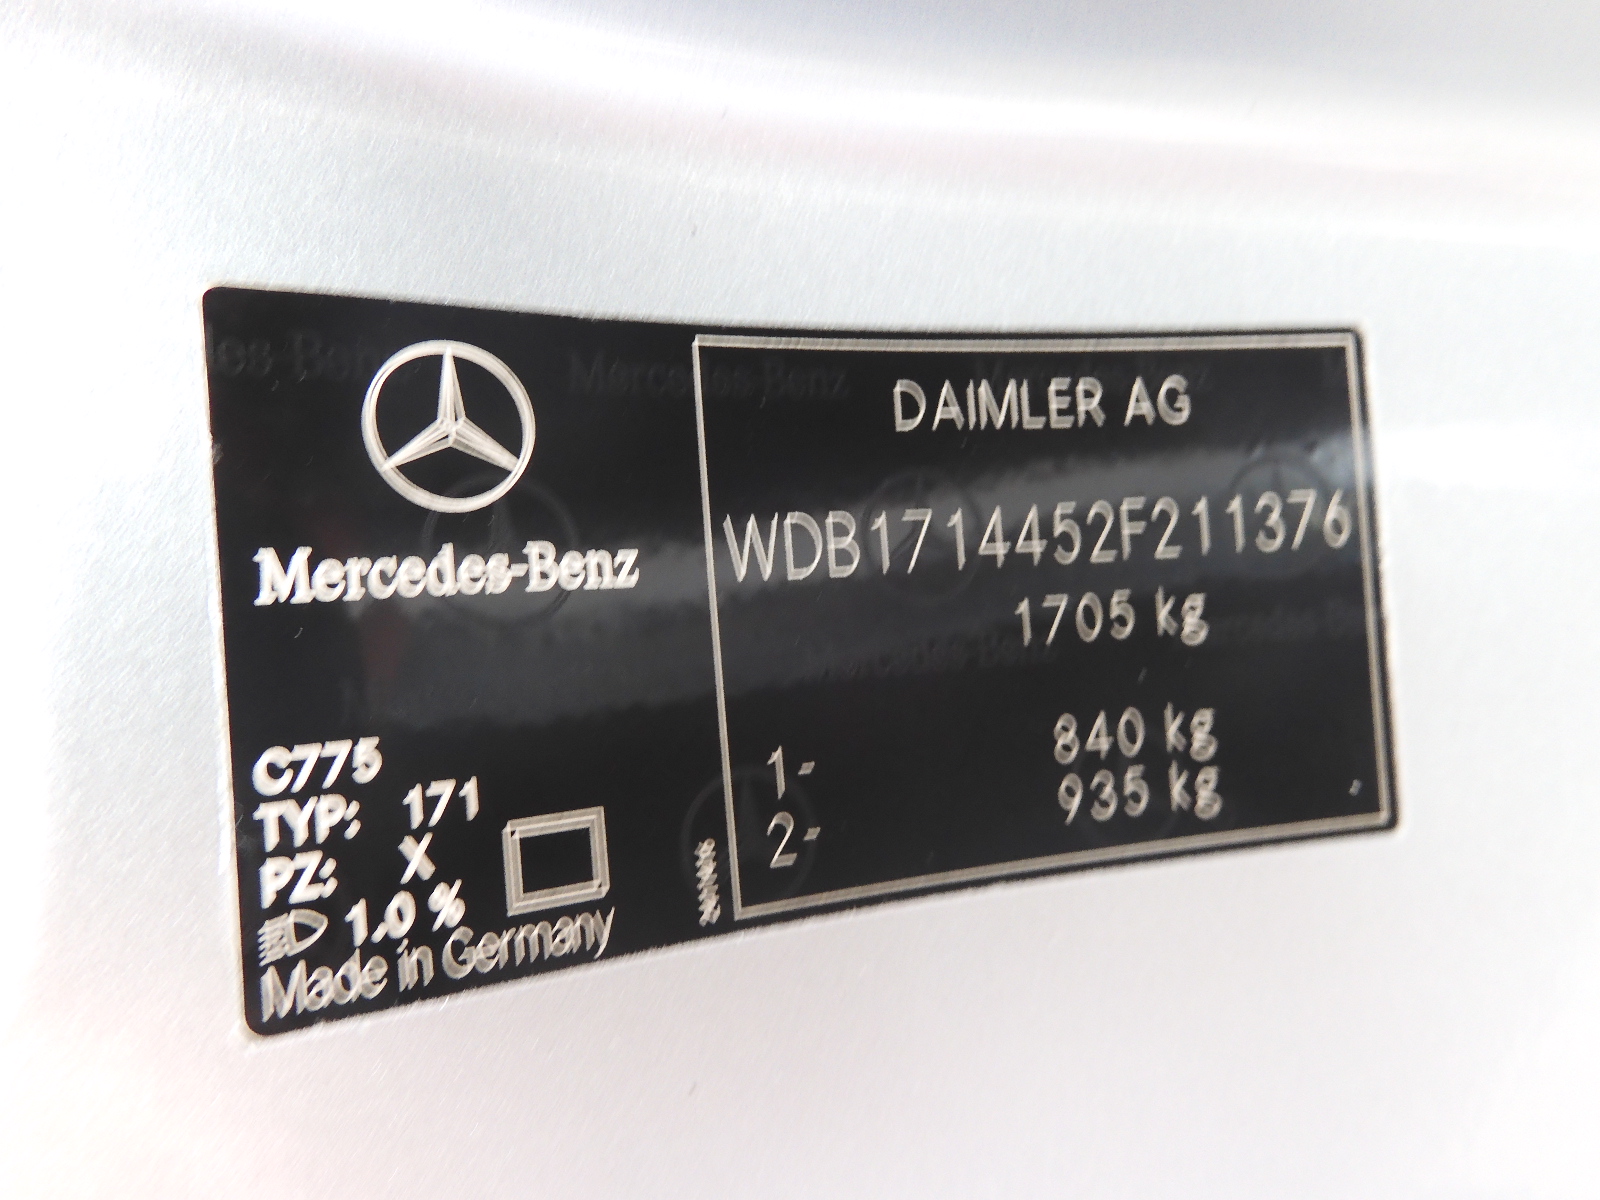 Mercedes-Benz
C775
TYP: 171
PZ: X
1.0 %
Made in Germany
DAIMLER AG
WDB1714452F211376
1705 kg
1- 840 kg
2- 935 kg